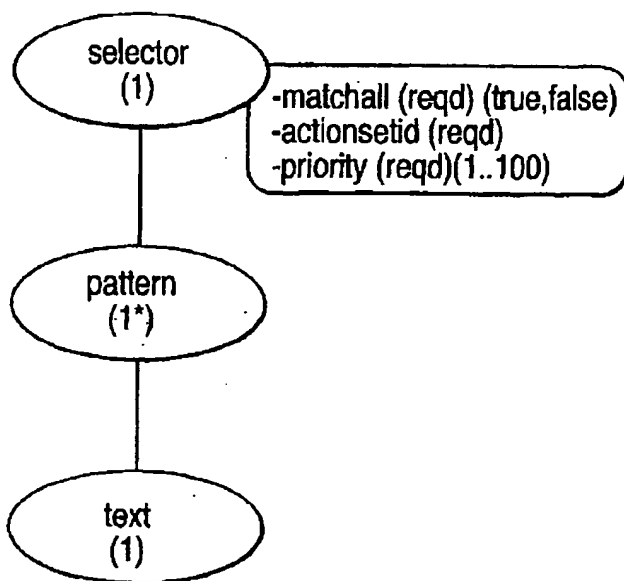 selector
(1)
-matchall (reqd) (true,false)
-actionsetid (reqd)
-priority (reqd)(1..100)
pattern
(1*)
text
(1)